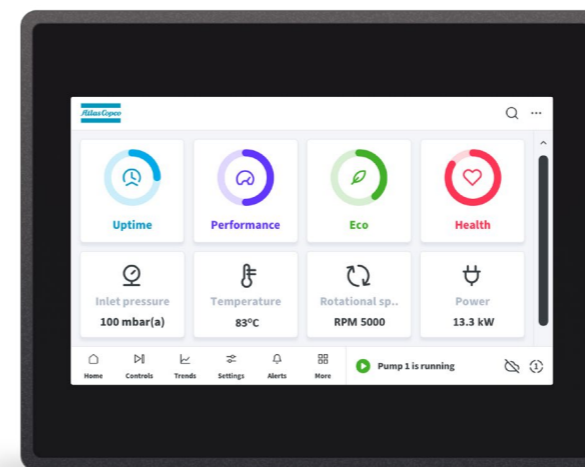 Atlas Copco
Uptime
Performance
Eco
Health
Inlet pressure
100 mbar(a)
Temperature
83°C
Rotational sp..
RPM 5000
Power
13.3 kW
Home
Controls
Trends
Settings
Alerts
More
Pump 1 is running
1